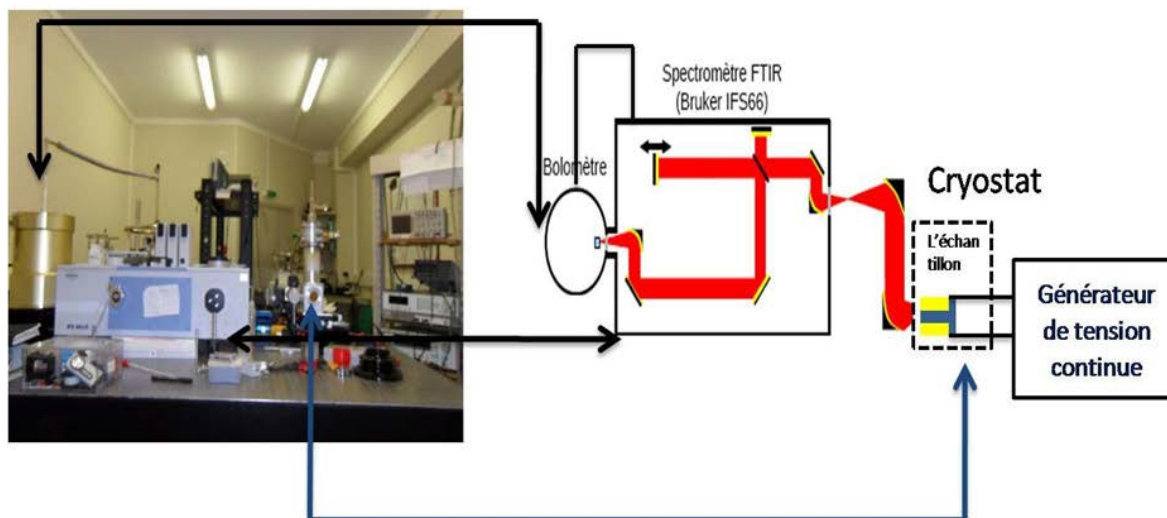 Spectromètre FTIR
(Bruker IFS66)
Bolomètre
Cryostat
L'échan
tillon
Générateur
de tension
continue